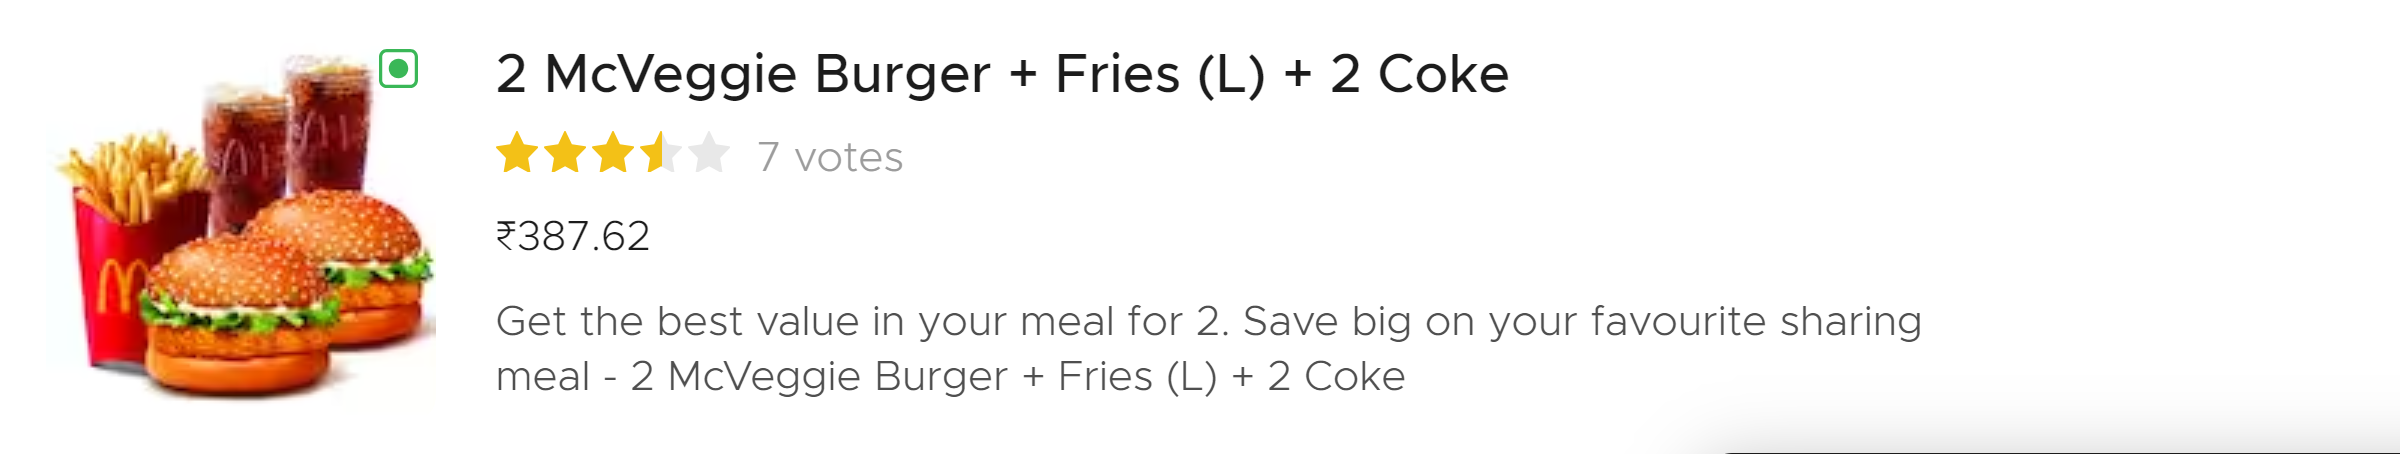 2 McVeggie Burger + Fries (L) + 2 Coke
7 votes
₹387.62
Get the best value in your meal for 2. Save big on your favourite sharing
meal - 2 McVeggie Burger + Fries (L) + 2 Coke